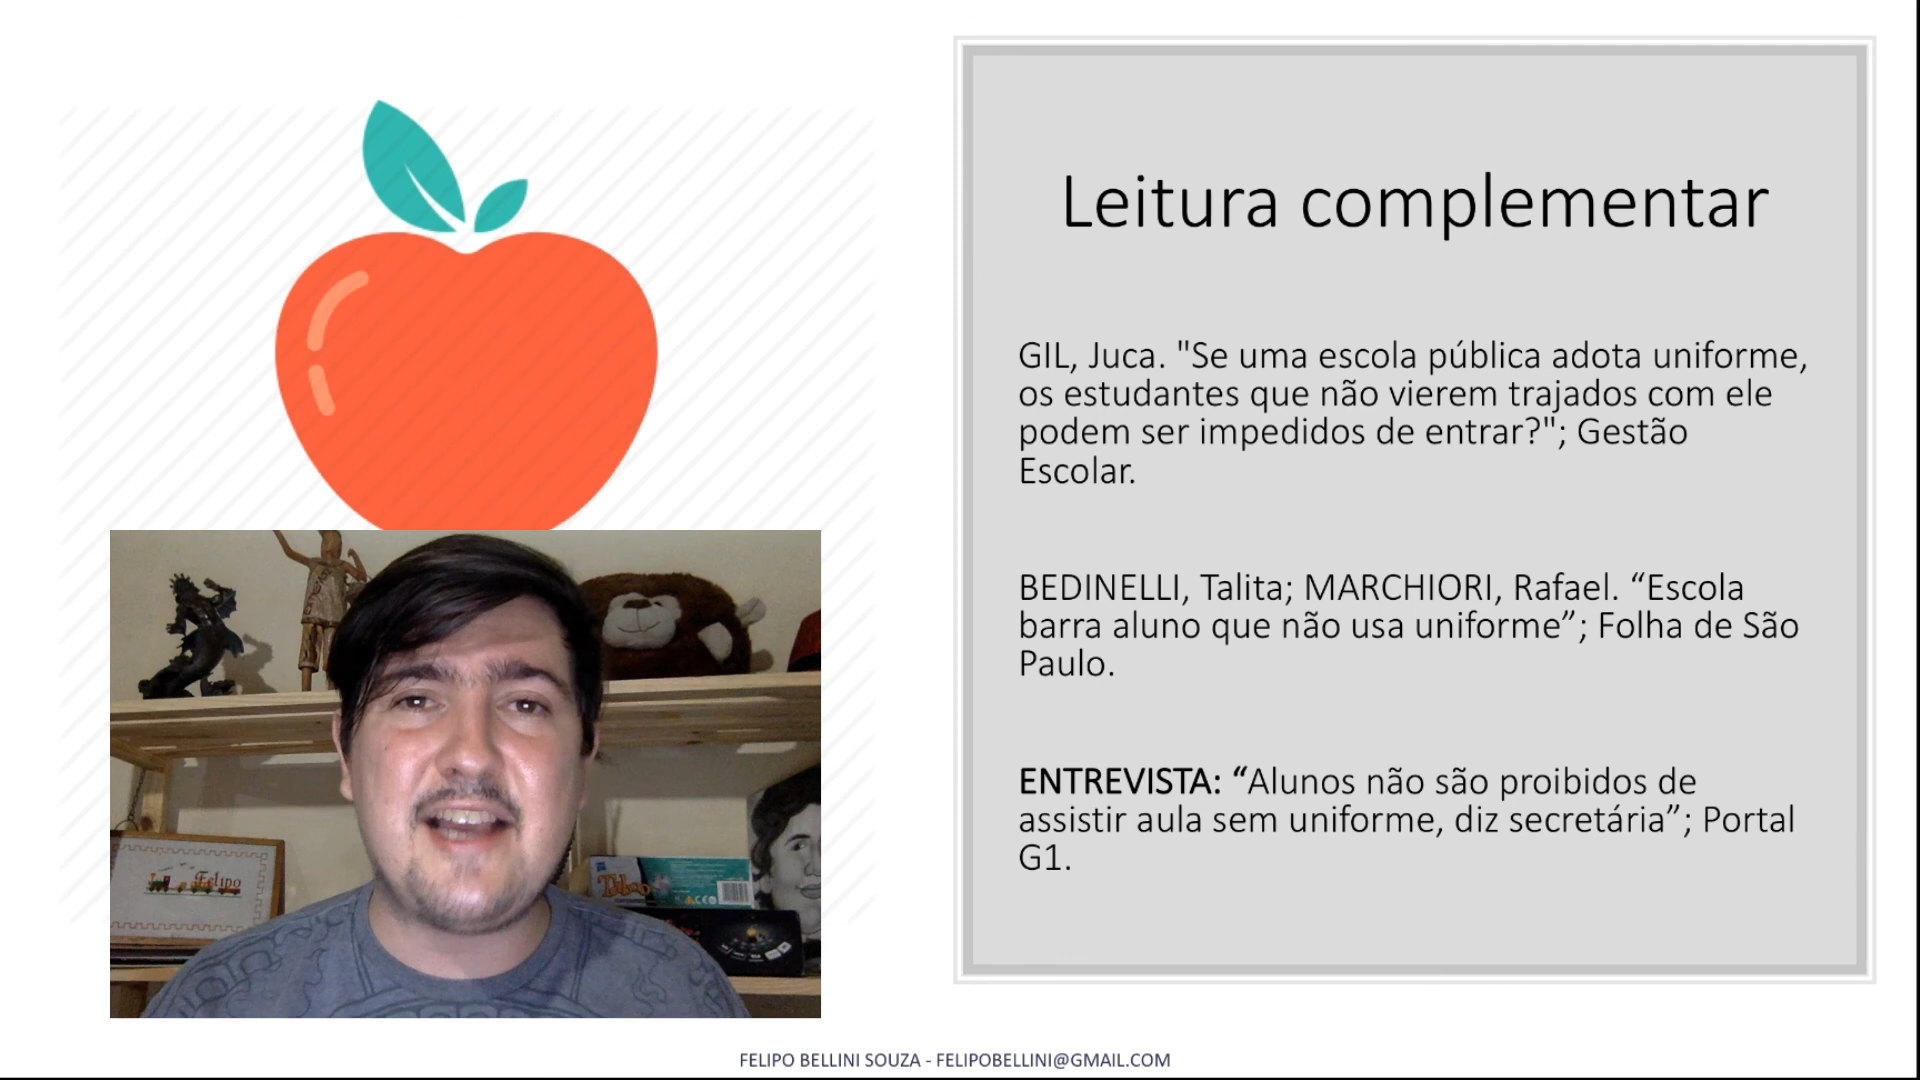 Leitura complementar
GIL, Juca. "Se uma escola pública adota uniforme,
os estudantes que não vierem trajados com ele
podem ser impedidos de entrar?"; Gestão
Escolar.
BEDINELLI, Talita; MARCHIORI, Rafael. “Escola
barra aluno que não usa uniforme”; Folha de São
Paulo.
ENTREVISTA: “Alunos não são proibidos de
assistir aula sem uniforme, diz secretária”; Portal
G1.
Felipo
FELIPO BELLINI SOUZA - FELIPOBELLINI@GMAIL.COM